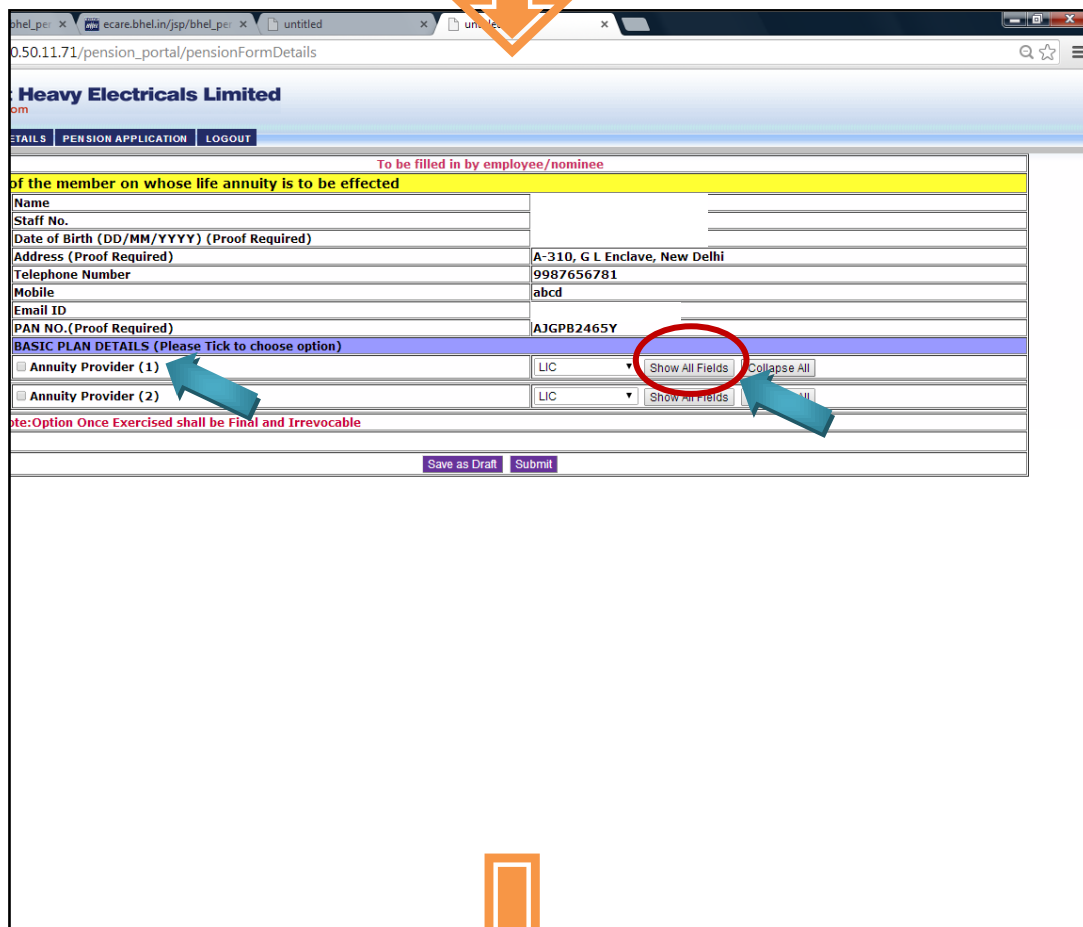 bhel_per × ecare.bhel.in/jsp/bhel_per × untitled × ×
0.50.11.71/pension_portal/pensionFormDetails
Heavy Electricals Limited
om
ETAILS PENSION APPLICATION LOGOUT
To be filled in by employee/nominee
of the member on whose life annuity is to be effected
Name
Staff No.
Date of Birth (DD/MM/YYYY) (Proof Required)
Address (Proof Required) A-310, G L Enclave, New Delhi
Telephone Number 9987656781
Mobile abcd
Email ID
PAN NO.(Proof Required) AJGPB2465Y
BASIC PLAN DETAILS (Please Tick to choose option)
Annuity Provider (1) LIC Show All Fields Collapse All
Annuity Provider (2) LIC Show All Fields All
ote:Option Once Exercised shall be Final and Irrevocable
Save as Draft Submit